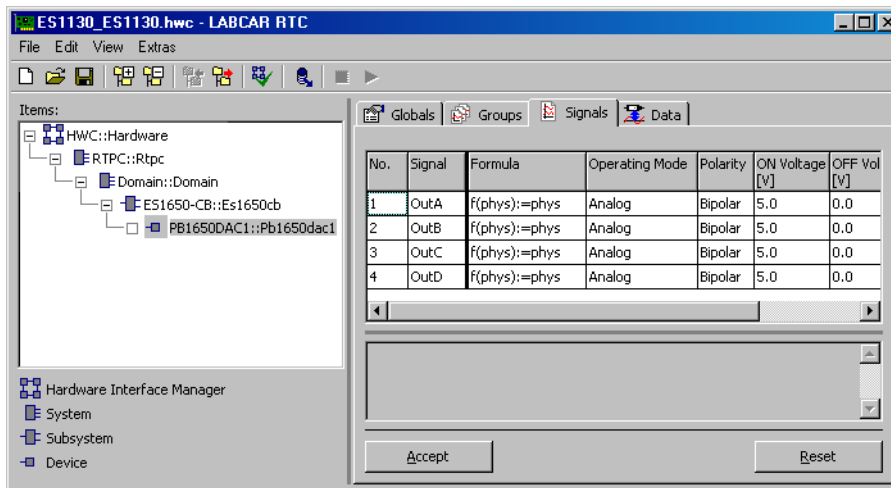 ES1130_ES1130.hwc - LABCAR RTC
File Edit View Extras
Items:
HWC::Hardware
RTPC::Rtpc
Domain::Domain
ES1650-CB::Es1650cb
PB1650DAC1::Pb1650dac1
Hardware Interface Manager
System
Subsystem
Device
Globals Groups Signals Data
No. Signal Formula Operating Mode Polarity ON Voltage [V] OFF Vol [V]
1 OutA f(phys):=phys Analog Bipolar 5.0 0.0
2 OutB f(phys):=phys Analog Bipolar 5.0 0.0
3 OutC f(phys):=phys Analog Bipolar 5.0 0.0
4 OutD f(phys):=phys Analog Bipolar 5.0 0.0
Accept Reset